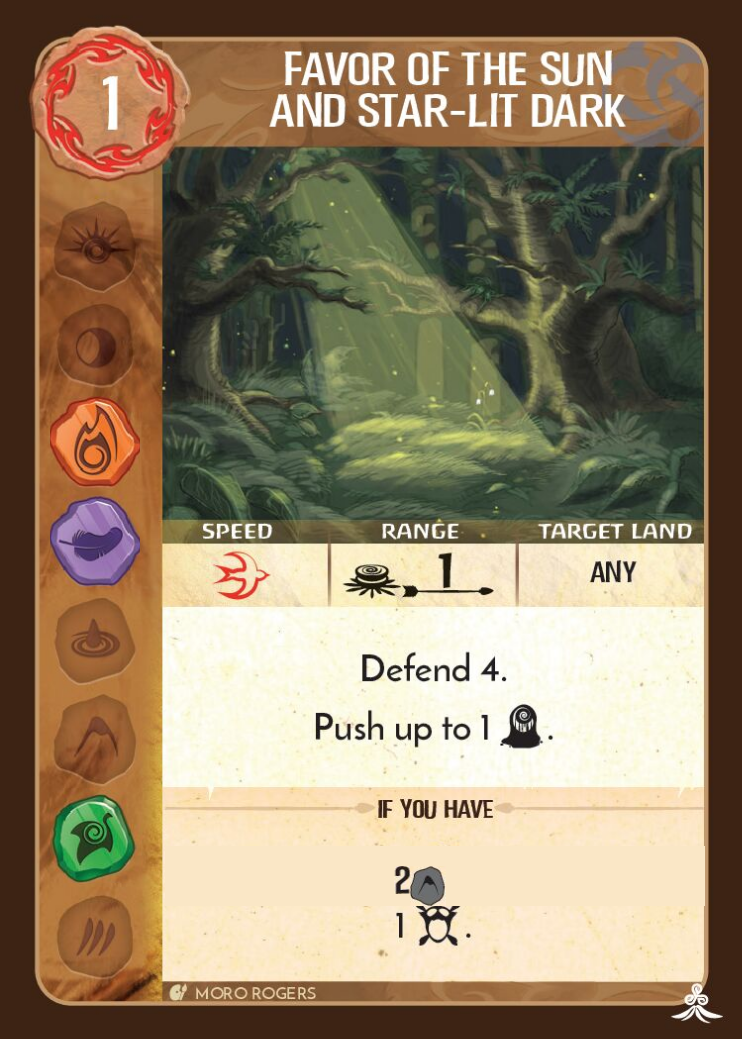 1
FAVOR OF THE SUN
AND STAR-LIT DARK
SPEED
RANGE
TARGET LAND
1
ANY
Defend 4.
Push up to 1 .
IF YOU HAVE
2
1 .
MORO ROGERS